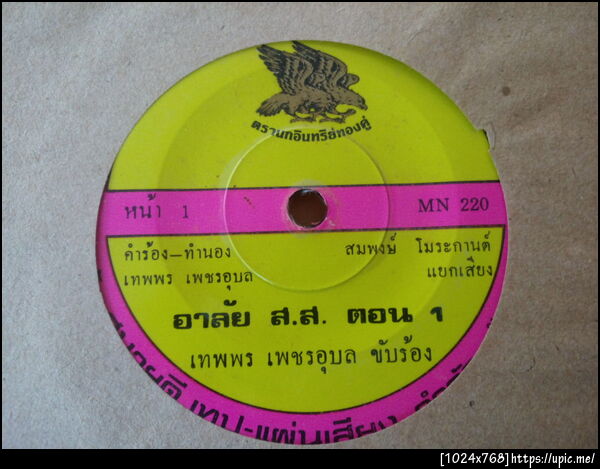 ตรานกอินทรีย์ทองคู่
หน้า 1
MN 220
คำร้อง—ทำนอง
เทพพร เพชรอุบล
สมพงษ์ โมระกานต์
แยกเสียง
อาลัย ส.ส. ตอน 1
เทพพร เพชรอุบล ขับร้อง
เทป-แผ่นเสียง
[1024x768]https://upic.me/